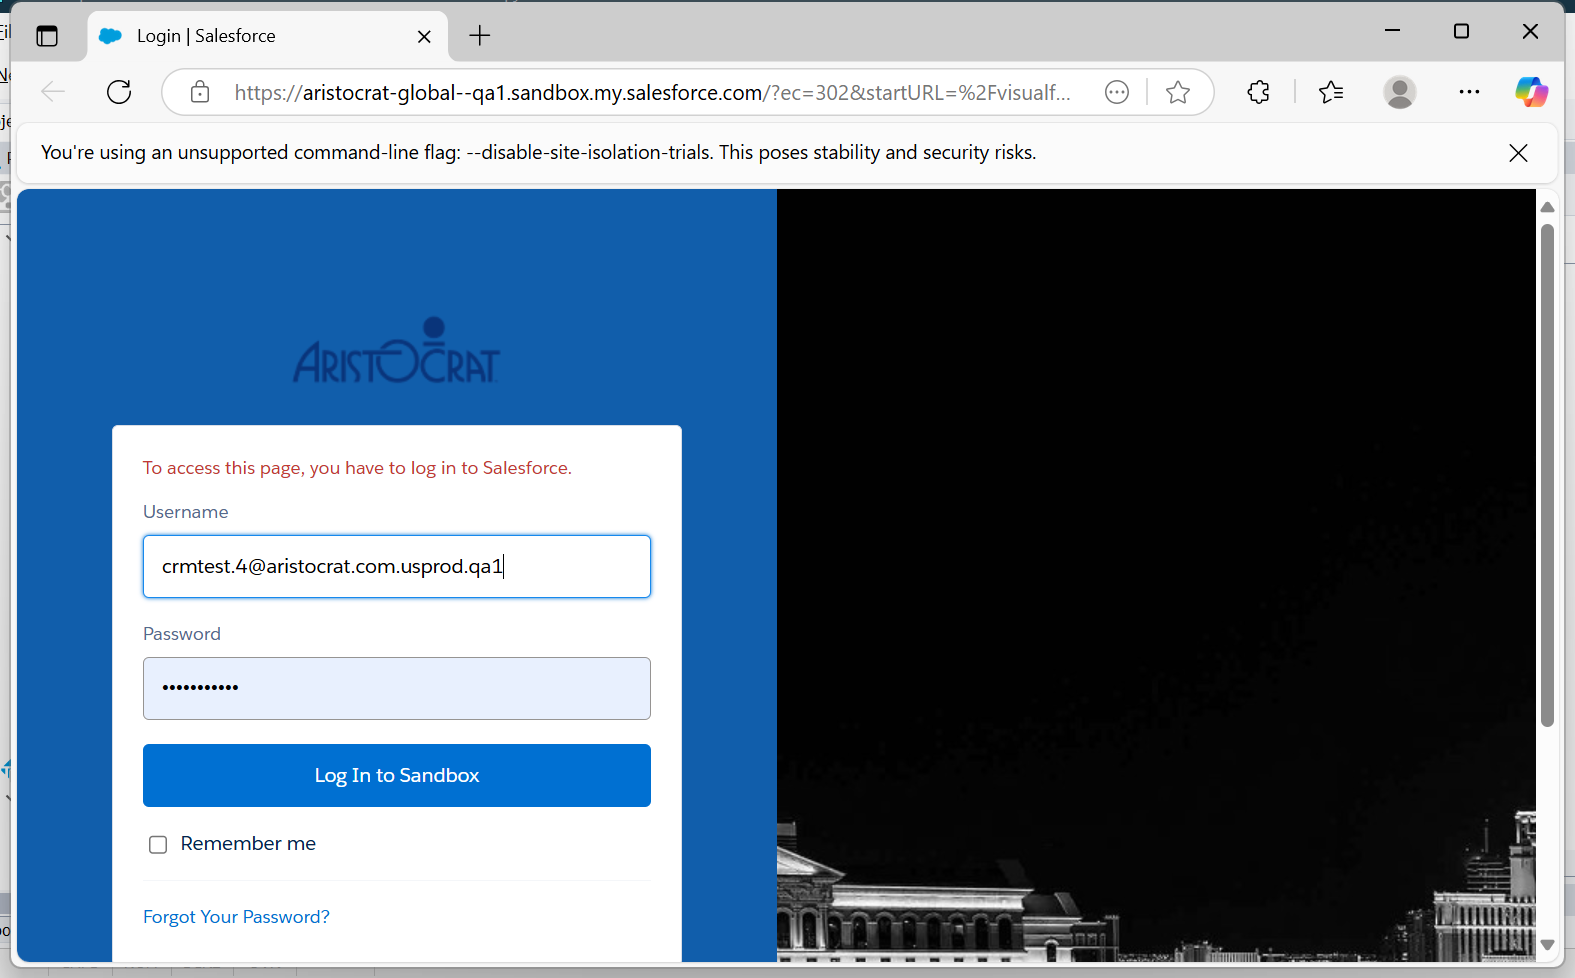 Login | Salesforce
https://aristocrat-global--qa1.sandbox.my.salesforce.com/?ec=302&startURL=%2Fvisualf...
You're using an unsupported command-line flag: --disable-site-isolation-trials. This poses stability and security risks.
ARISTOCRAT
To access this page, you have to log in to Salesforce.
Username
crmtest.4@aristocrat.com.usprod.qa1
Password
•••••••••••
Log In to Sandbox
Remember me
Forgot Your Password?